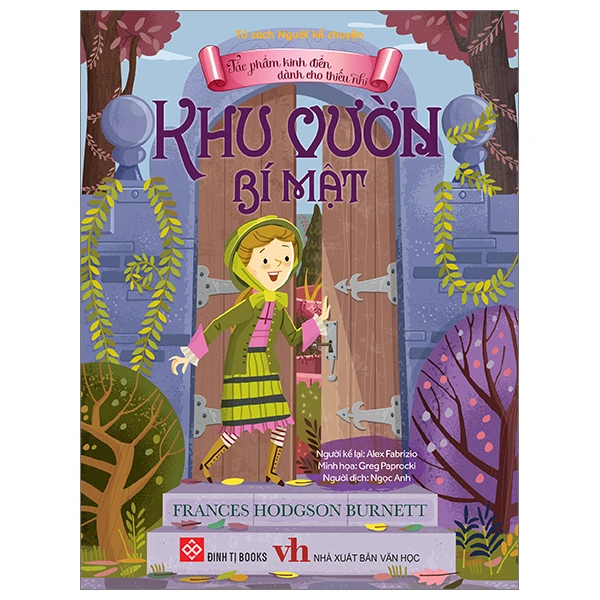 Tủ sách Người kể chuyện
Tác phẩm kinh điển
dành cho thiếu nhi
KHU VƯỜN
BÍ MẬT
Người kể lại: Alex Fabrizio
Minh họa: Greg Paprocki
Người dịch: Ngọc Anh
FRANCES HODGSON BURNETT
ĐINH TỊ BOOKS vh NHÀ XUẤT BẢN VĂN HỌC